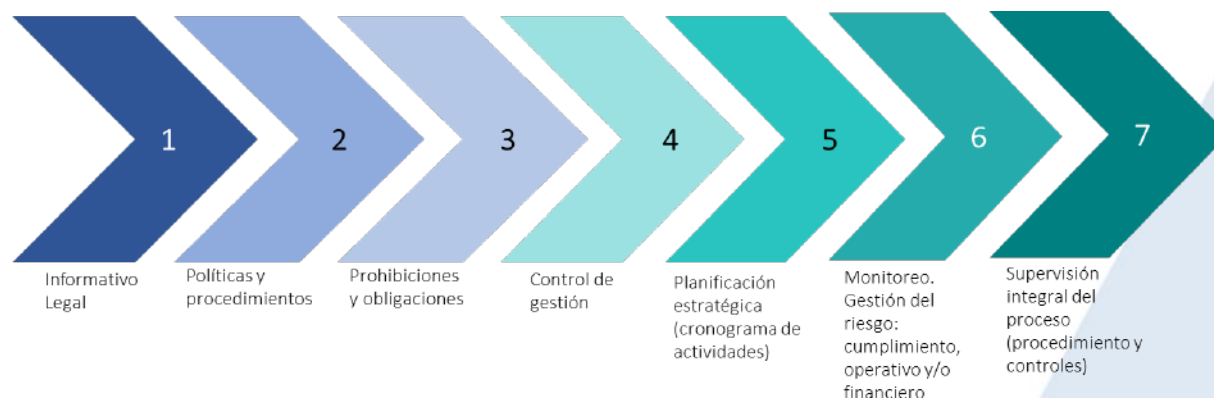 1
2
3
4
5
6
7
Informativo
Legal
Políticas y
procedimientos
Prohibiciones
y obligaciones
Control de
gestión
Planificación
estratégica
(cronograma de
actividades)
Monitoreo.
Gestión del
riesgo:
cumplimiento,
operativo y/o
financiero
Supervisión
integral del
proceso
(procedimiento y
controles)